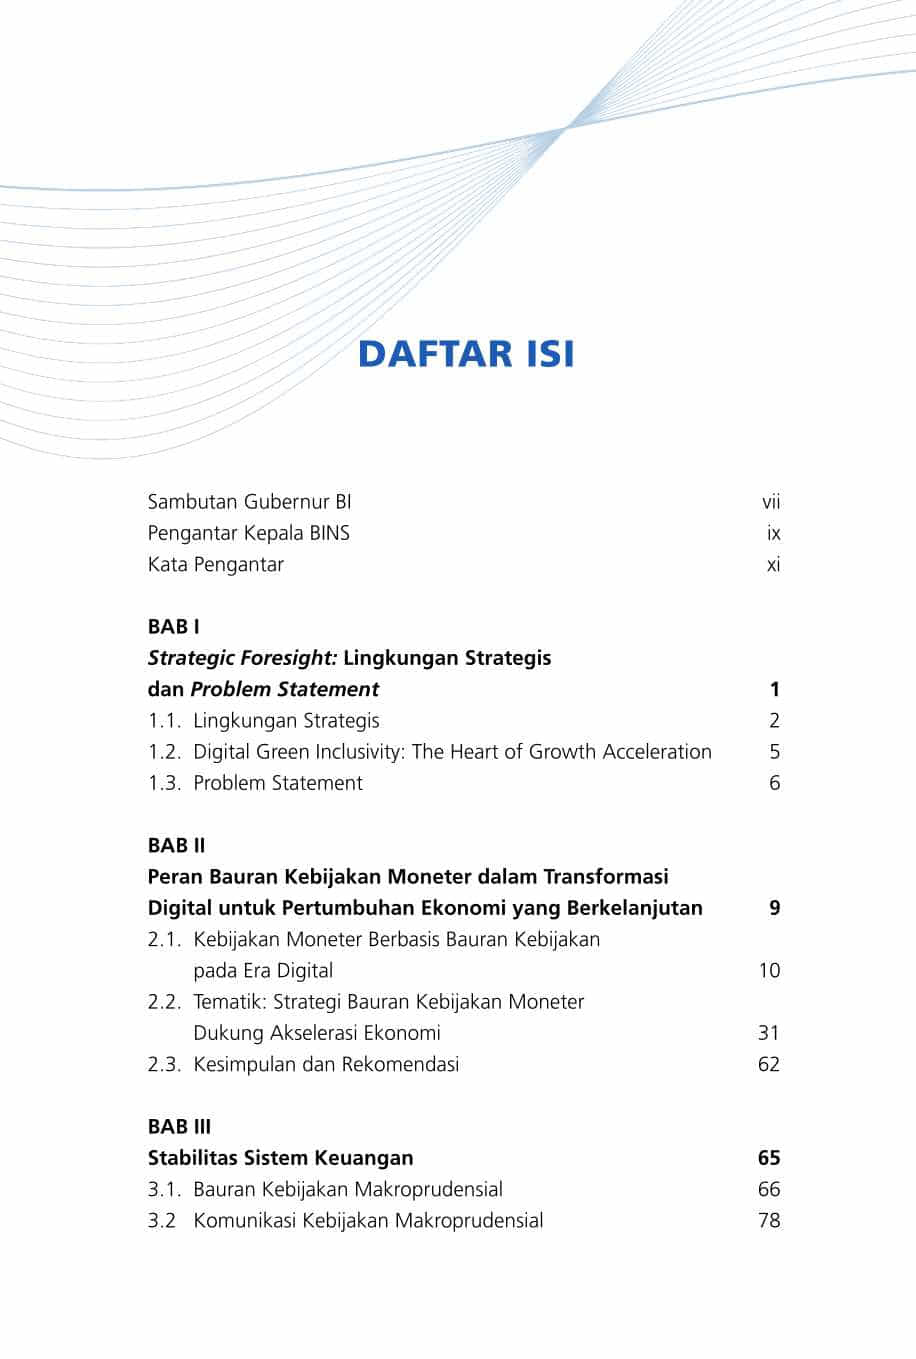 DAFTAR ISI
Sambutan Gubernur BI vii
Pengantar Kepala BINS ix
Kata Pengantar xi
BAB I
Strategic Foresight: Lingkungan Strategis
dan Problem Statement 1
1.1. Lingkungan Strategis 2
1.2. Digital Green Inclusivity: The Heart of Growth Acceleration 5
1.3. Problem Statement 6
BAB II
Peran Bauran Kebijakan Moneter dalam Transformasi
Digital untuk Pertumbuhan Ekonomi yang Berkelanjutan 9
2.1. Kebijakan Moneter Berbasis Bauran Kebijakan
pada Era Digital 10
2.2. Tematik: Strategi Bauran Kebijakan Moneter
Dukung Akselerasi Ekonomi 31
2.3. Kesimpulan dan Rekomendasi 62
BAB III
Stabilitas Sistem Keuangan 65
3.1. Bauran Kebijakan Makroprudensial 66
3.2 Komunikasi Kebijakan Makroprudensial 78